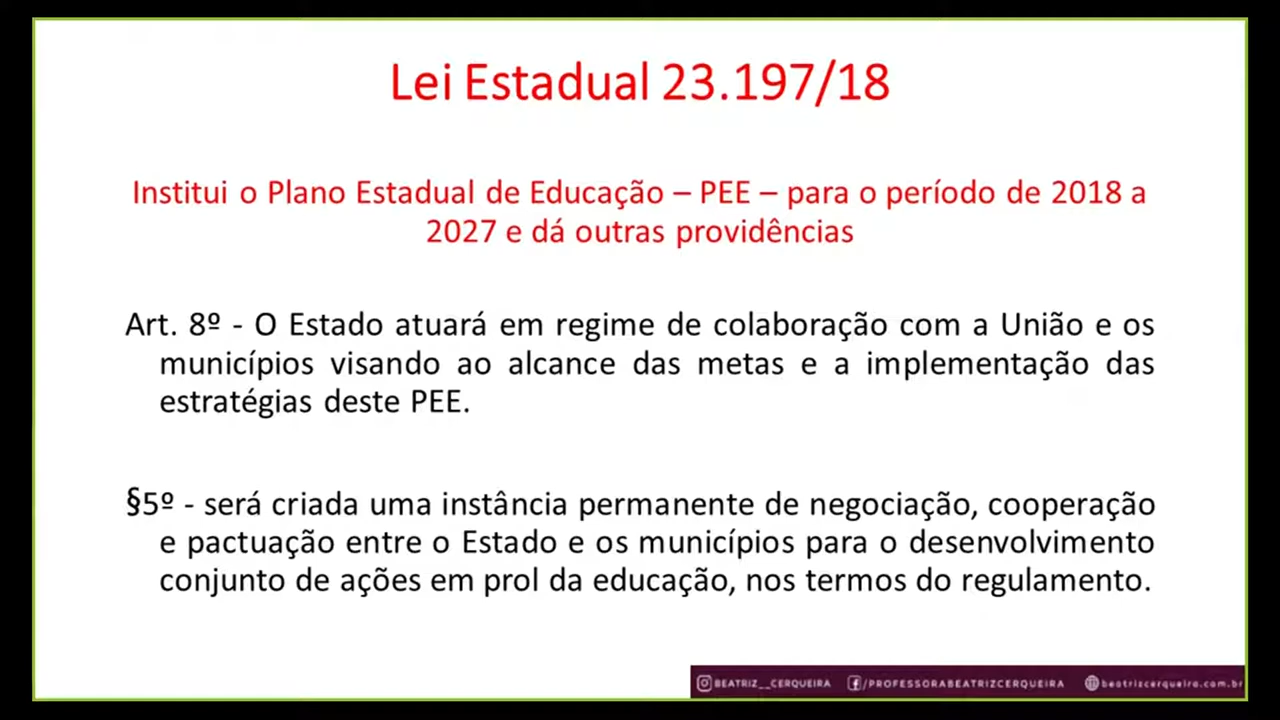 Lei Estadual 23.197/18
Institui o Plano Estadual de Educação – PEE – para o período de 2018 a
2027 e dá outras providências
Art. 8º - O Estado atuará em regime de colaboração com a União e os
municípios visando ao alcance das metas e a implementação das
estratégias deste PEE.
§5º - será criada uma instância permanente de negociação, cooperação
e pactuação entre o Estado e os municípios para o desenvolvimento
conjunto de ações em prol da educação, nos termos do regulamento.
BEATRIZ__CERQUEIRA /PROFESSORABEATRIZCERQUEIRA beatrizcerqueira.com.br